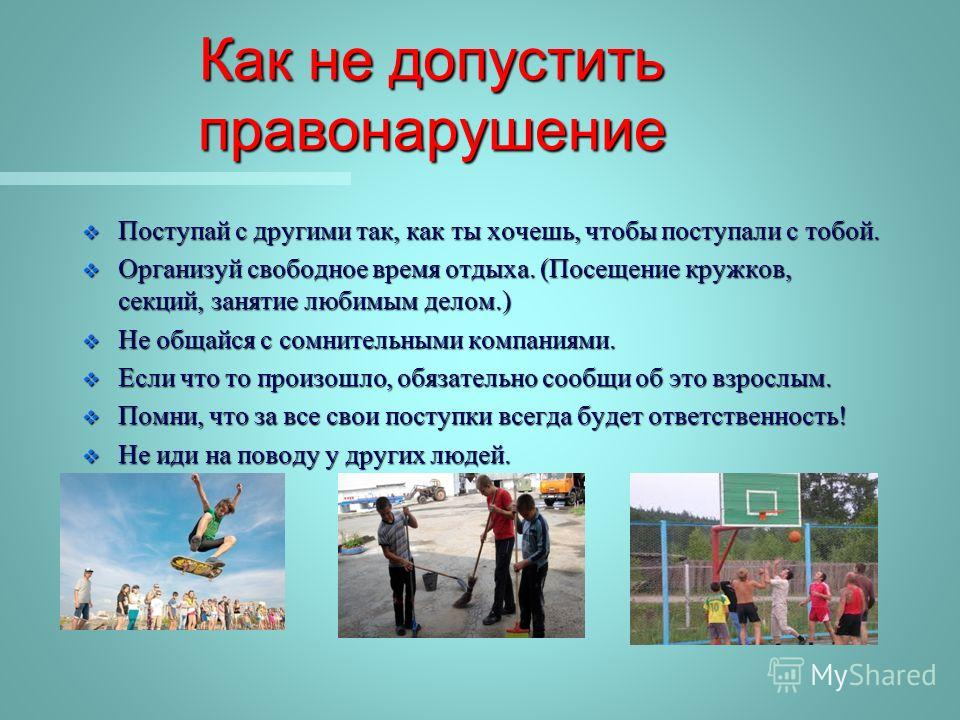 Как не допустить
правонарушение
Поступай с другими так, как ты хочешь, чтобы поступали с тобой.
Организуй свободное время отдыха. (Посещение кружков,
секций, занятие любимым делом.)
Не общайся с сомнительными компаниями.
Если что то произошло, обязательно сообщи об это взрослым.
Помни, что за все свои поступки всегда будет ответственность!
Не иди на поводу у других людей.
10
MyShared